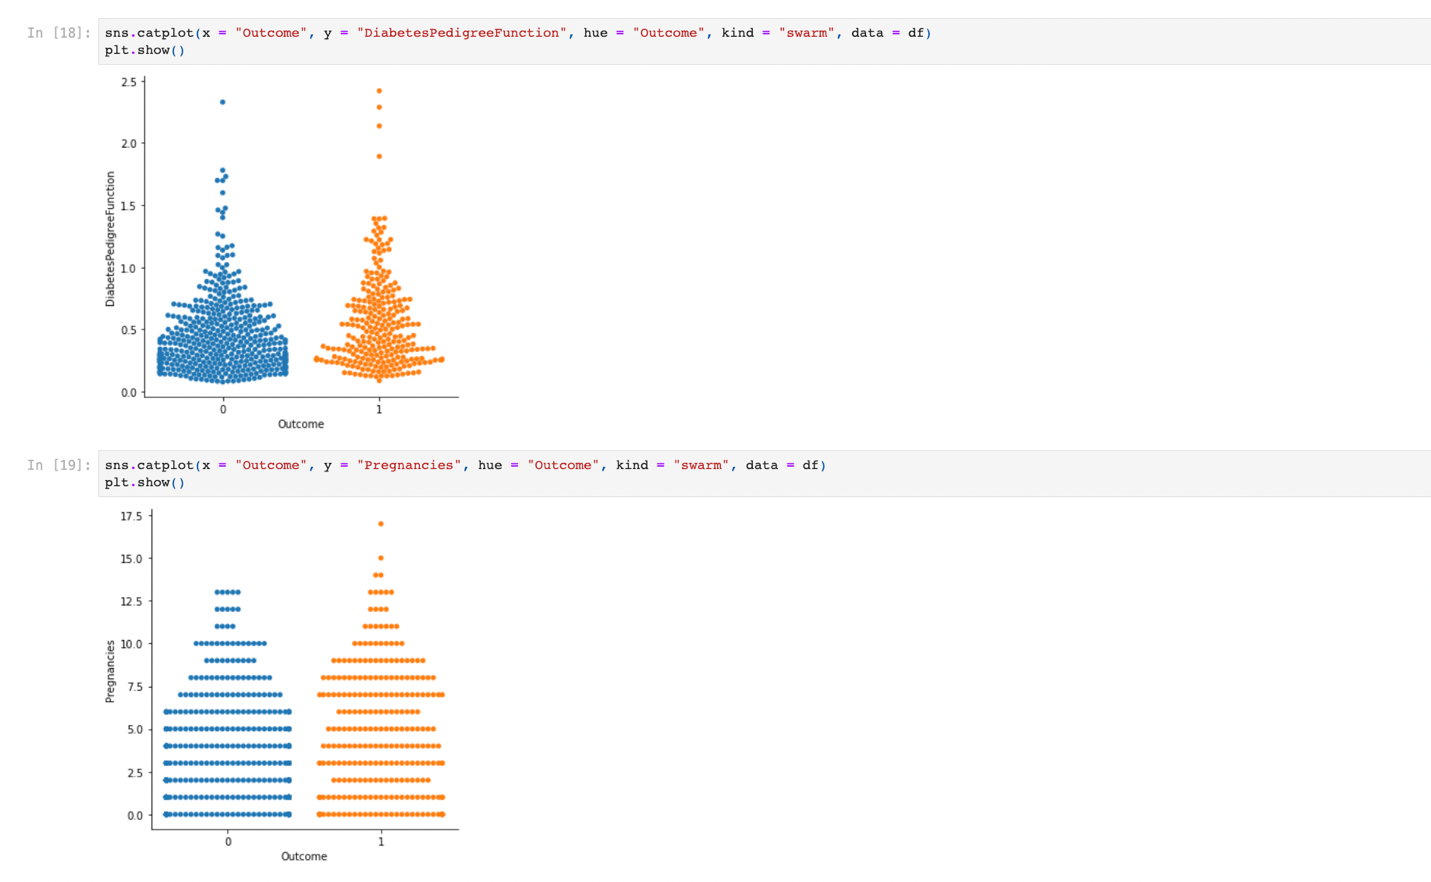 In [18]: sns.catplot(x = "Outcome", y = "DiabetesPedigreeFunction", hue = "Outcome", kind = "swarm", data = df)
plt.show()
2.5
2.0
1.5
1.0
0.5
0.0
DiabetesPedigreeFunction
0 1
Outcome
In [19]: sns.catplot(x = "Outcome", y = "Pregnancies", hue = "Outcome", kind = "swarm", data = df)
plt.show()
17.5
15.0
12.5
10.0
7.5
5.0
2.5
0.0
Pregnancies
0 1
Outcome